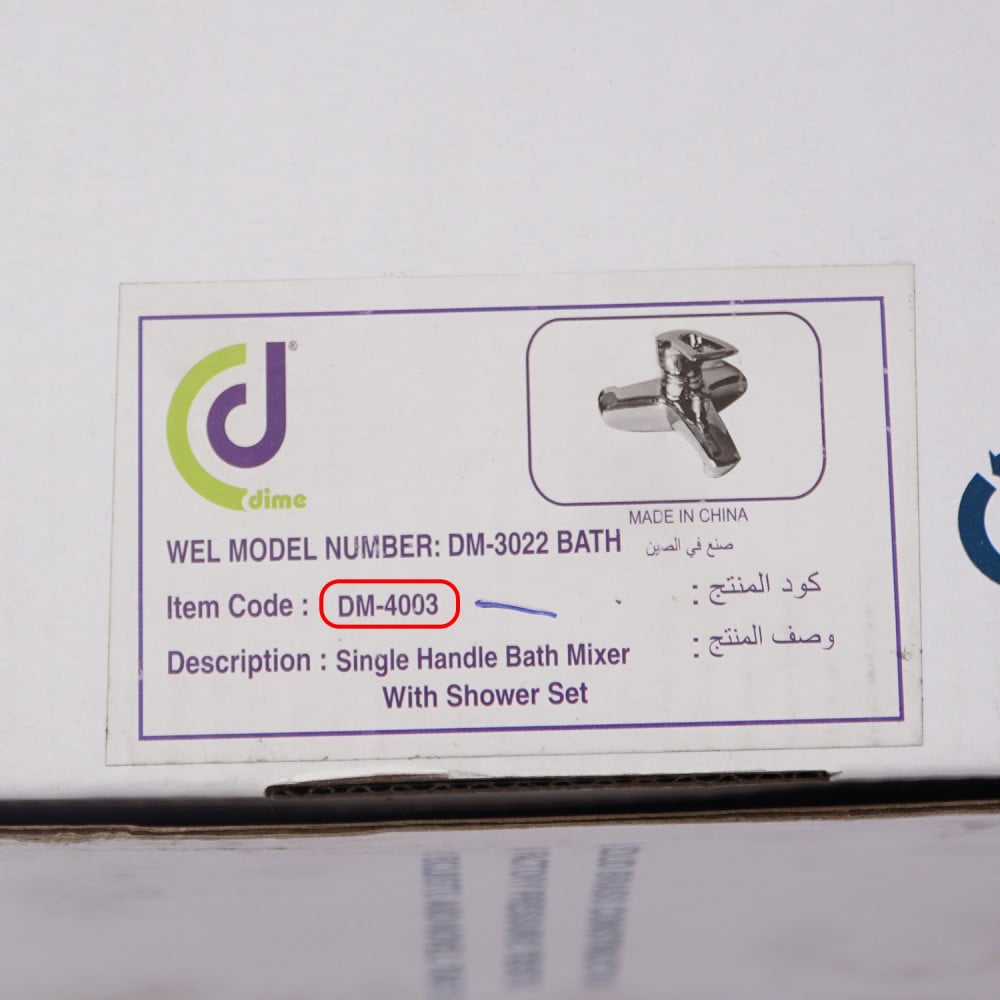 dime®
MADE IN CHINA
صنع في الصين
WEL MODEL NUMBER: DM-3022 BATH
Item Code : DM-4003
كود المنتج :
Description : Single Handle Bath Mixer
With Shower Set
وصف المنتج :